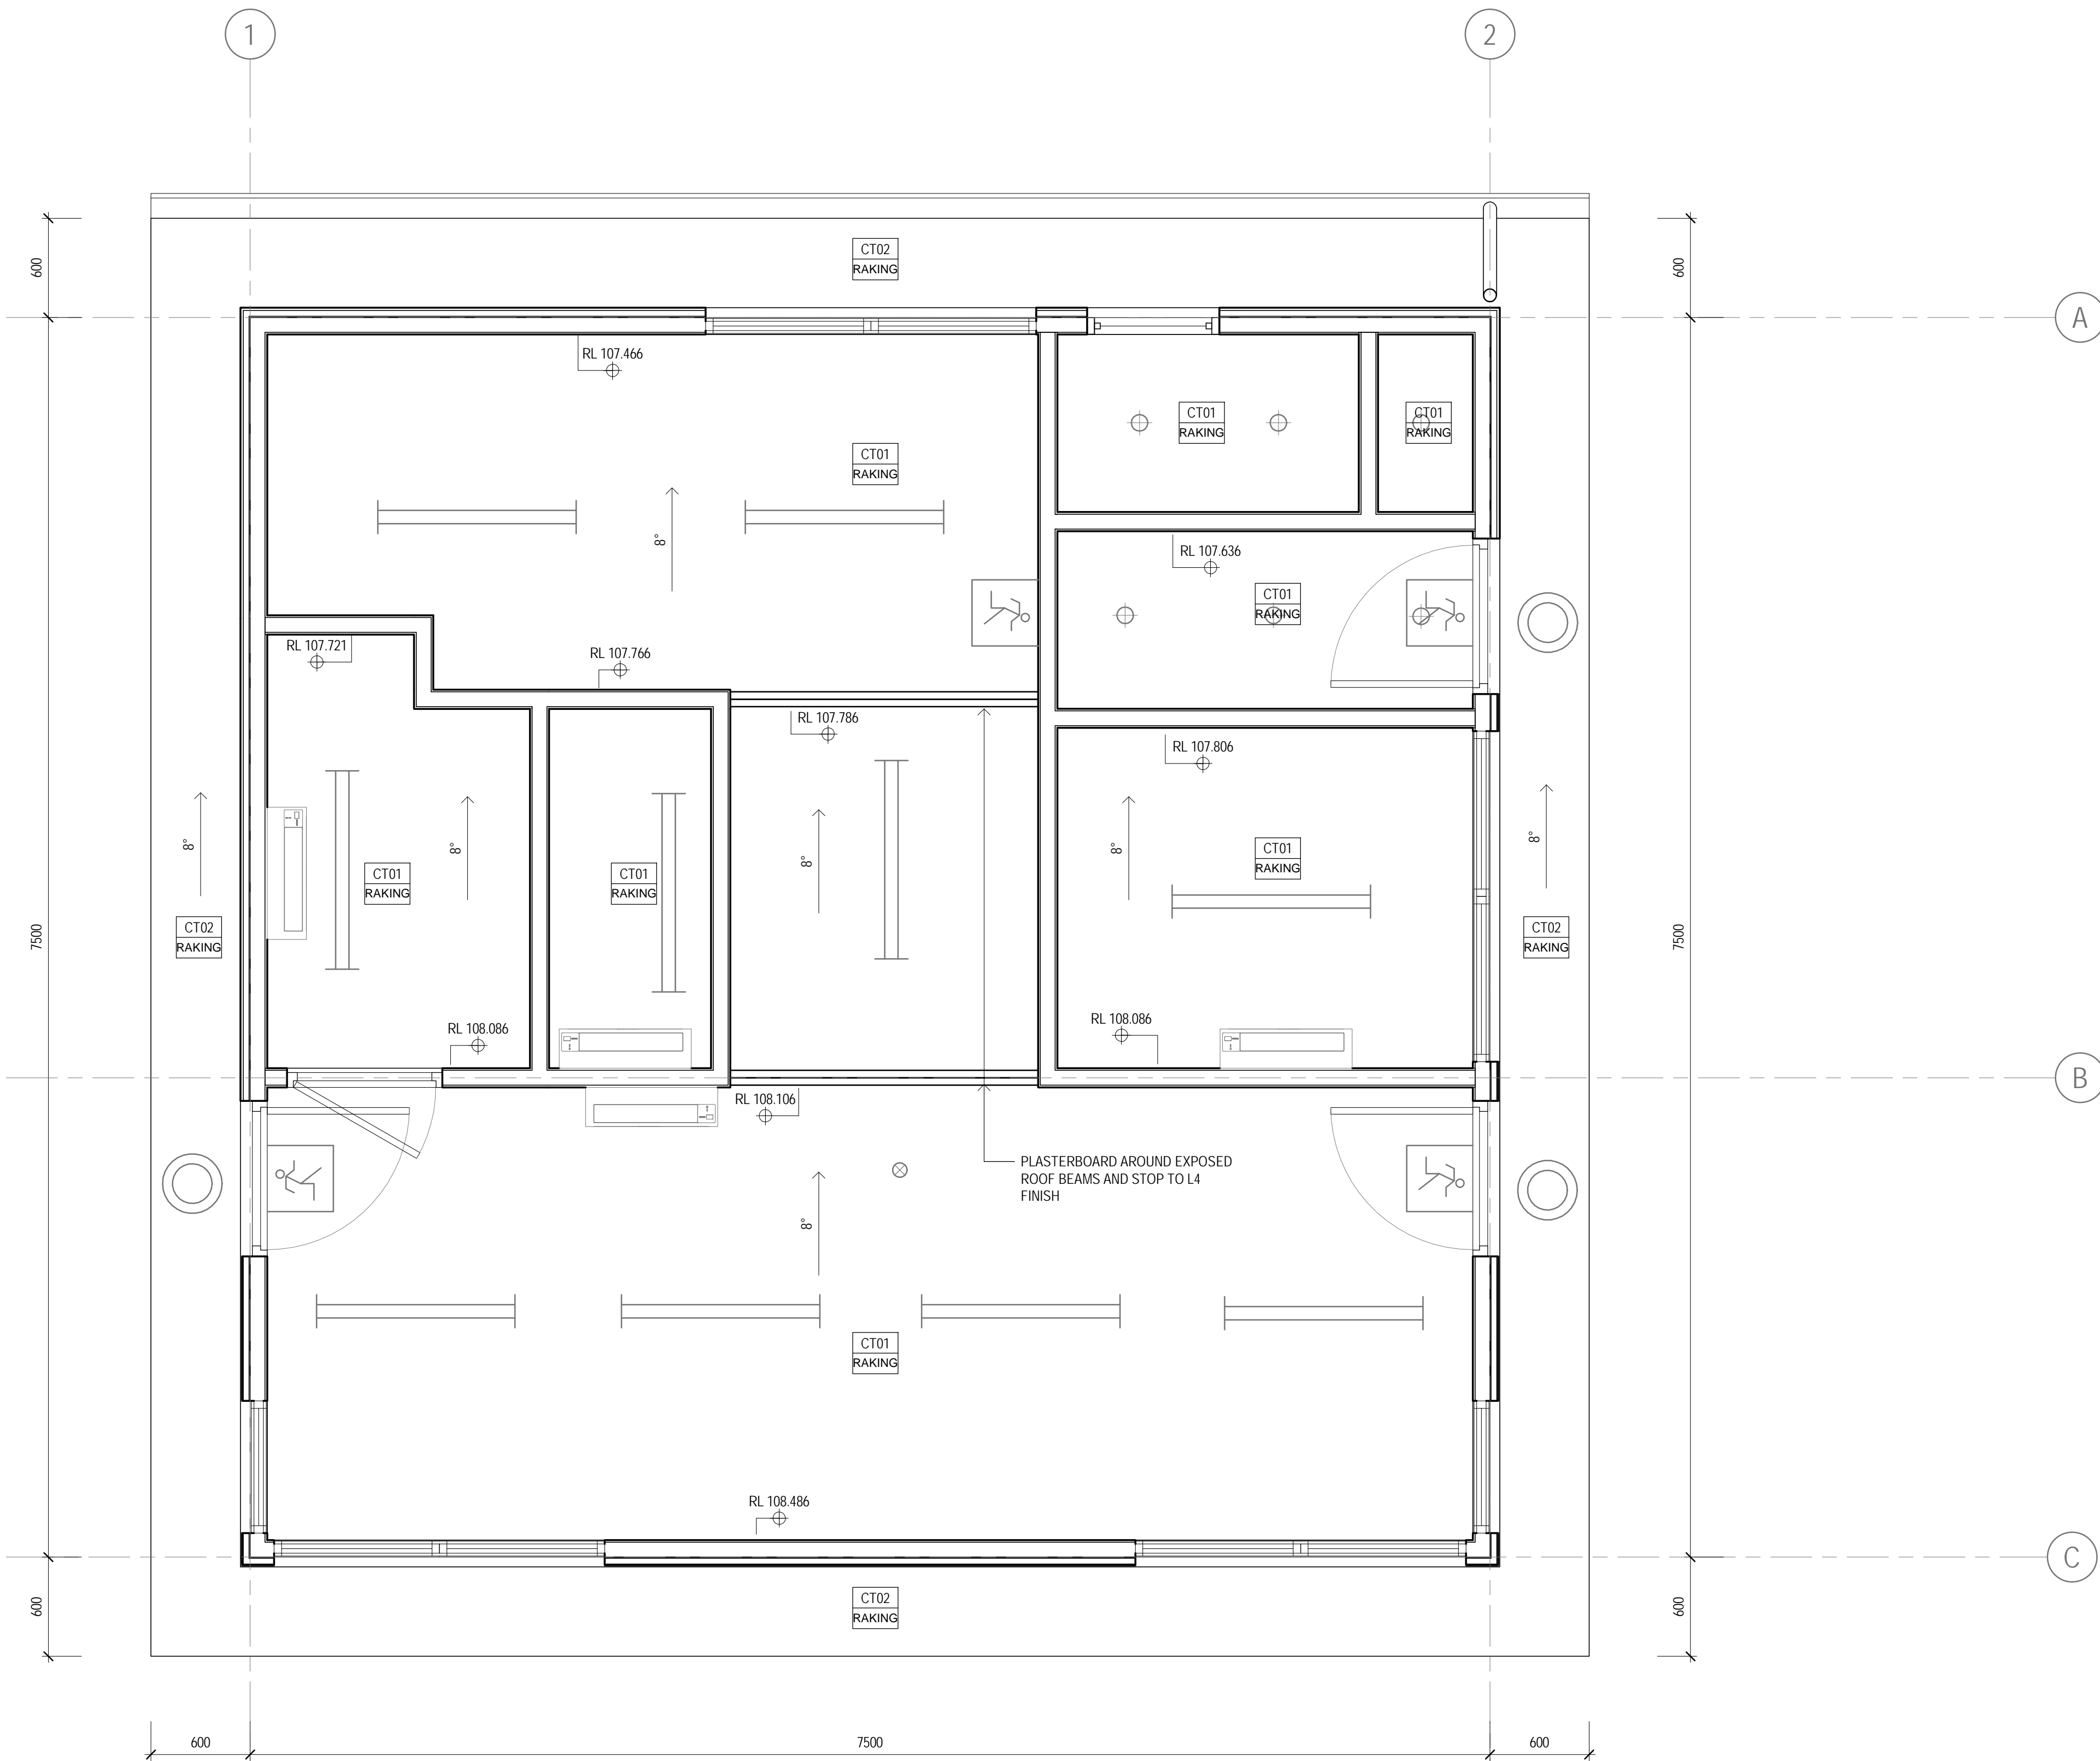 1
2
CT02
RAKING
600
600
A
RL 107.466
CT01
RAKING
CT01
RAKING
CT01
RAKING
8°
RL 107.636
CT01
RAKING
RL 107.721
RL 107.766
RL 107.786
RL 107.806
8°
8°
8°
8°
8°
CT01
RAKING
CT01
RAKING
CT01
RAKING
CT02
RAKING
CT02
RAKING
7500
7500
RL 108.086
RL 108.086
B
RL 108.106
PLASTERBOARD AROUND EXPOSED
ROOF BEAMS AND STOP TO L4
FINISH
8°
CT01
RAKING
RL 108.486
C
CT02
RAKING
600
600
600
7500
600